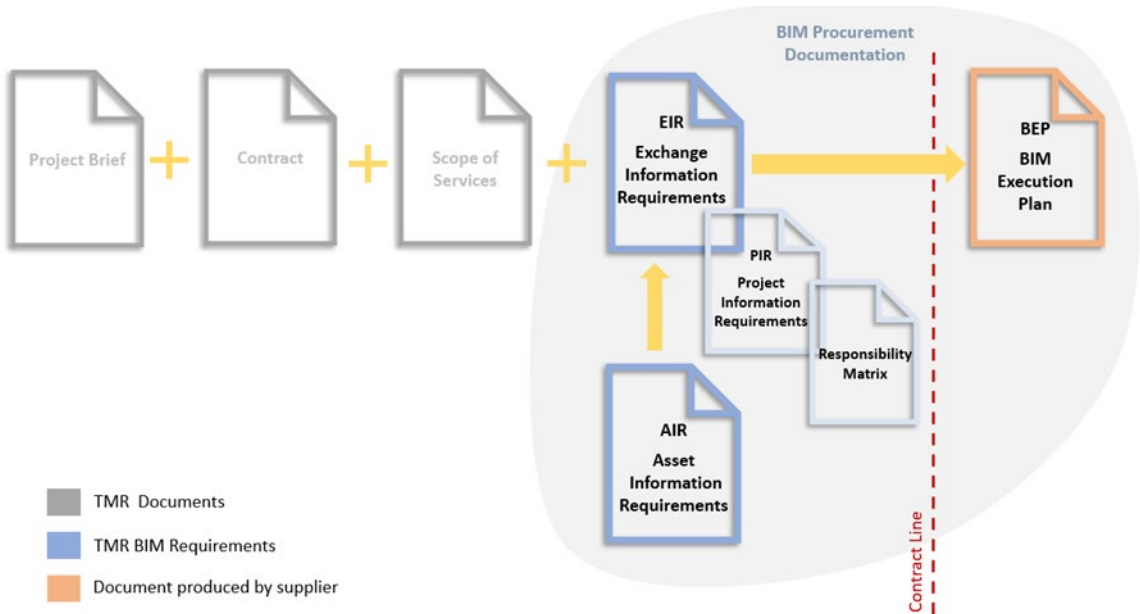 BIM Procurement
Documentation
Project Brief
Contract
Scope of
Services
EIR
Exchange
Information
Requirements
BEP
BIM
Execution
Plan
PIR
Project
Information
Requirements
Responsibility
Matrix
AIR
Asset
Information
Requirements
TMR Documents
TMR BIM Requirements
Document produced by supplier
Contract Line